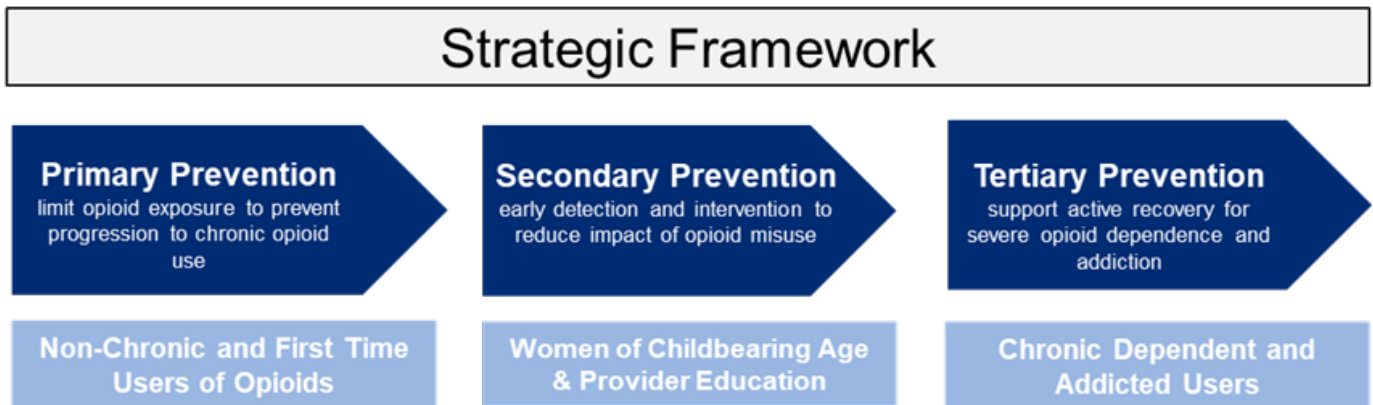 Strategic Framework
Primary Prevention
limit opioid exposure to prevent
progression to chronic opioid
use
Non-Chronic and First Time
Users of Opioids
Secondary Prevention
early detection and intervention to
reduce impact of opioid misuse
Women of Childbearing Age
& Provider Education
Tertiary Prevention
support active recovery for
severe opioid dependence and
addiction
Chronic Dependent and
Addicted Users